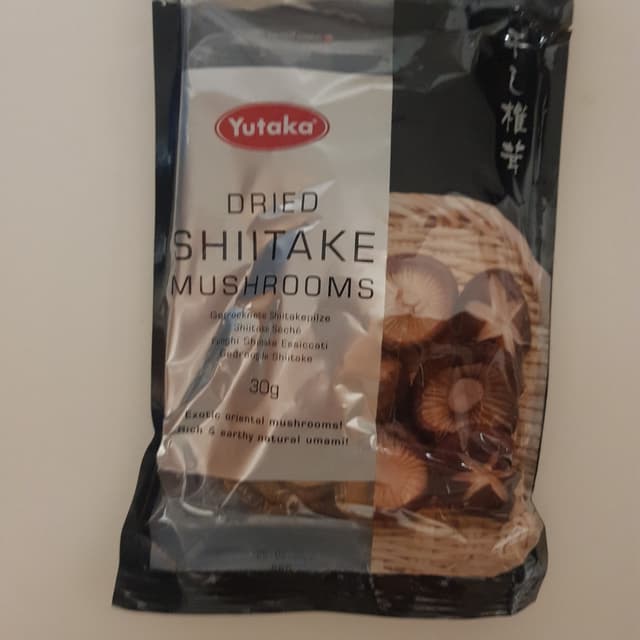 Yutaka
DRIED
SHIITAKE
MUSHROOMS
Getrocknete Shiitakepilze
Shiitake Séché
Funghi Shiitake Essiccati
Gedroogde Shiitake
30g
Exotic oriental mushrooms!
Rich & earthy natural umami!
干し椎茸